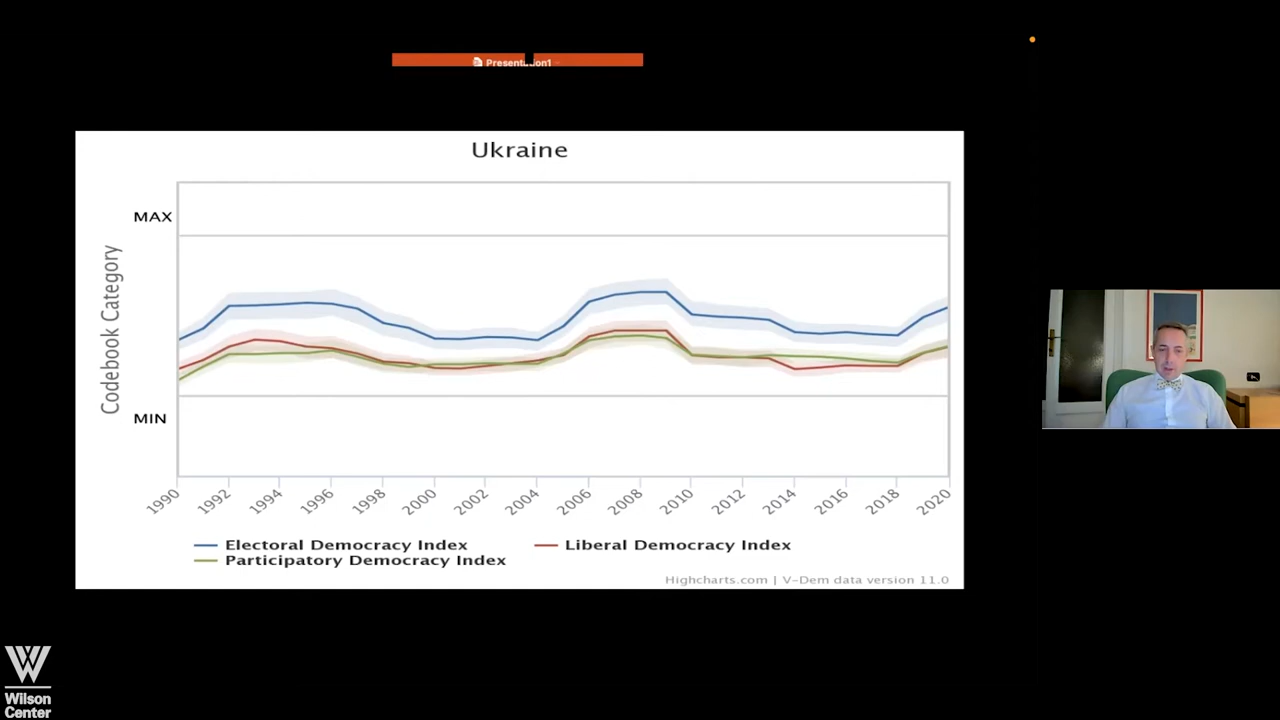 Presentation1
Ukraine
MAX
Codebook Category
MIN
1990 1992 1994 1996 1998 2000 2002 2004 2006 2008 2010 2012 2014 2016 2018 2020
Electoral Democracy Index Liberal Democracy Index
Participatory Democracy Index
Highcharts.com | V-Dem data version 11.0
Wilson
Center